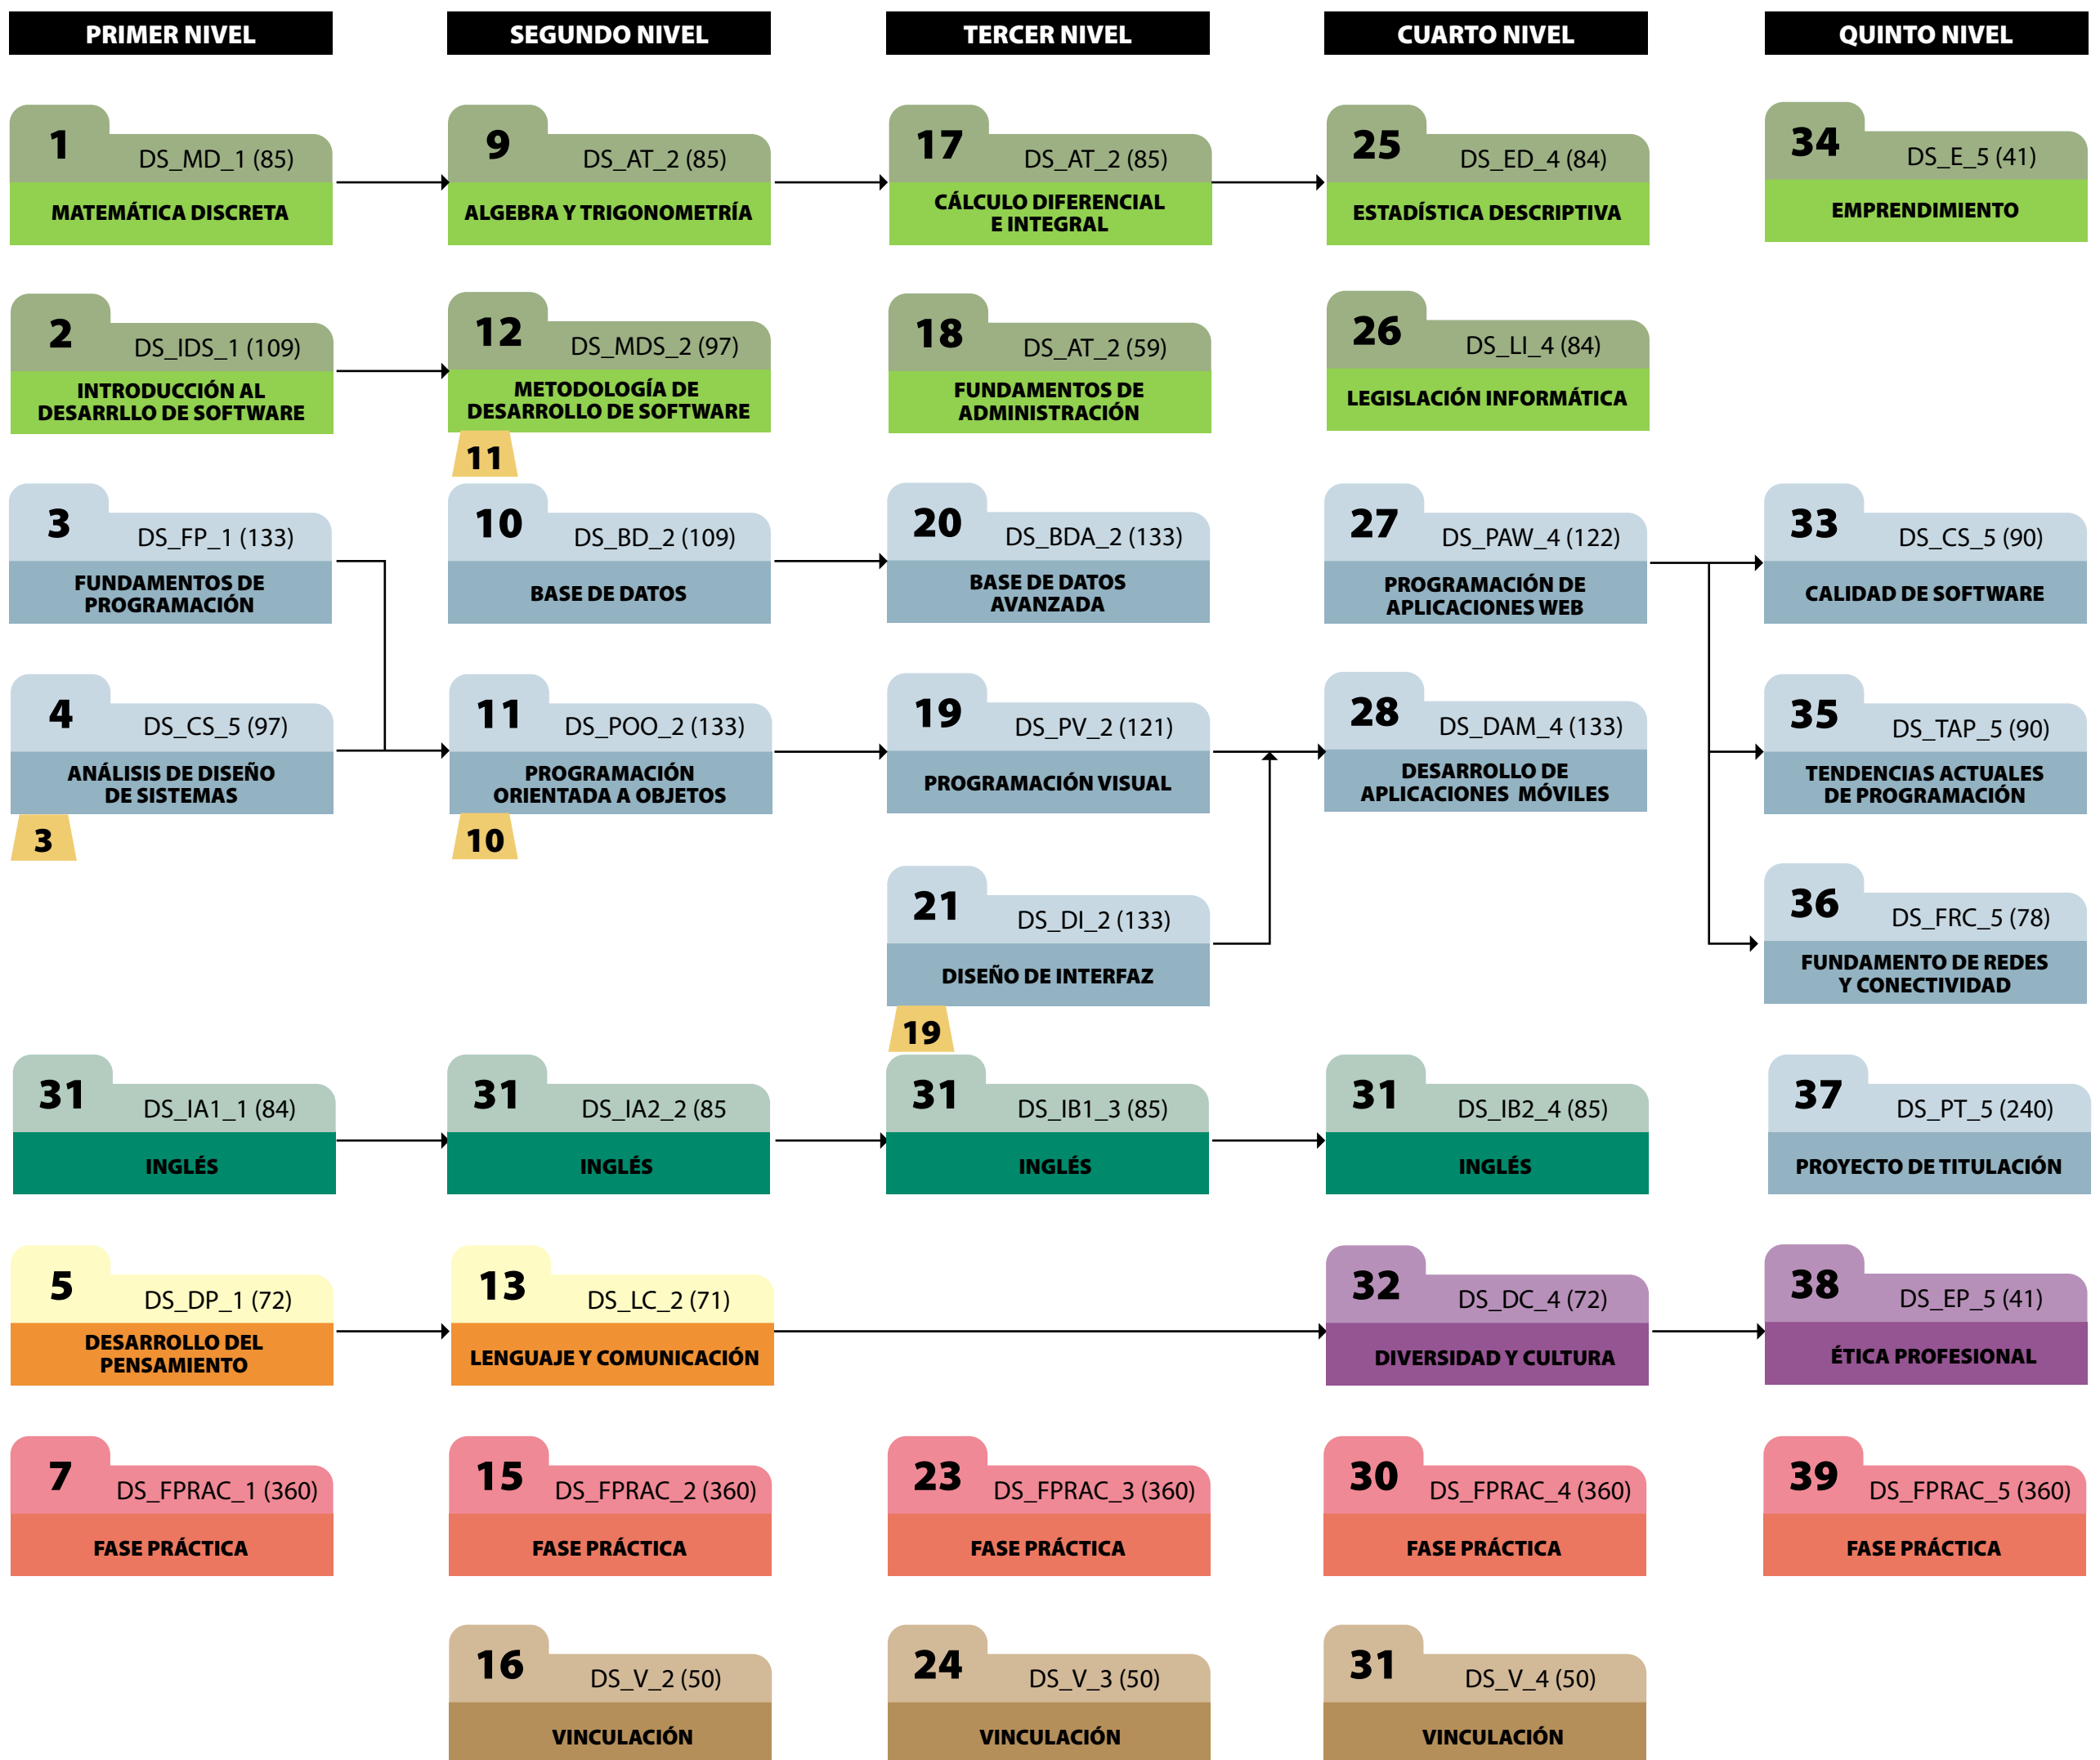 PRIMER NIVEL
SEGUNDO NIVEL
TERCER NIVEL
CUARTO NIVEL
QUINTO NIVEL
1
DS_MD_1 (85)
MATEMÁTICA DISCRETA
9
DS_AT_2 (85)
ALGEBRA Y TRIGONOMETRÍA
17
DS_AT_2 (85)
CÁLCULO DIFERENCIAL
E INTEGRAL
25
DS_ED_4 (84)
ESTADÍSTICA DESCRIPTIVA
34
DS_E_5 (41)
EMPRENDIMIENTO
2
DS_IDS_1 (109)
INTRODUCCIÓN AL
DESARRLLO DE SOFTWARE
12
DS_MDS_2 (97)
METODOLOGÍA DE
DESARROLLO DE SOFTWARE
11
18
DS_AT_2 (59)
FUNDAMENTOS DE
ADMINISTRACIÓN
26
DS_LI_4 (84)
LEGISLACIÓN INFORMÁTICA
3
DS_FP_1 (133)
FUNDAMENTOS DE
PROGRAMACIÓN
10
DS_BD_2 (109)
BASE DE DATOS
20
DS_BDA_2 (133)
BASE DE DATOS
AVANZADA
27
DS_PAW_4 (122)
PROGRAMACIÓN DE
APLICACIONES WEB
33
DS_CS_5 (90)
CALIDAD DE SOFTWARE
4
DS_CS_5 (97)
ANÁLISIS DE DISEÑO
DE SISTEMAS
3
11
DS_POO_2 (133)
PROGRAMACIÓN
ORIENTADA A OBJETOS
10
19
DS_PV_2 (121)
PROGRAMACIÓN VISUAL
28
DS_DAM_4 (133)
DESARROLLO DE
APLICACIONES MÓVILES
35
DS_TAP_5 (90)
TENDENCIAS ACTUALES
DE PROGRAMACIÓN
21
DS_DI_2 (133)
DISEÑO DE INTERFAZ
19
36
DS_FRC_5 (78)
FUNDAMENTO DE REDES
Y CONECTIVIDAD
31
DS_IA1_1 (84)
INGLÉS
31
DS_IA2_2 (85
INGLÉS
31
DS_IB1_3 (85)
INGLÉS
31
DS_IB2_4 (85)
INGLÉS
37
DS_PT_5 (240)
PROYECTO DE TITULACIÓN
5
DS_DP_1 (72)
DESARROLLO DEL
PENSAMIENTO
13
DS_LC_2 (71)
LENGUAJE Y COMUNICACIÓN
32
DS_DC_4 (72)
DIVERSIDAD Y CULTURA
38
DS_EP_5 (41)
ÉTICA PROFESIONAL
7
DS_FPRAC_1 (360)
FASE PRÁCTICA
15
DS_FPRAC_2 (360)
FASE PRÁCTICA
23
DS_FPRAC_3 (360)
FASE PRÁCTICA
30
DS_FPRAC_4 (360)
FASE PRÁCTICA
39
DS_FPRAC_5 (360)
FASE PRÁCTICA
16
DS_V_2 (50)
VINCULACIÓN
24
DS_V_3 (50)
VINCULACIÓN
31
DS_V_4 (50)
VINCULACIÓN